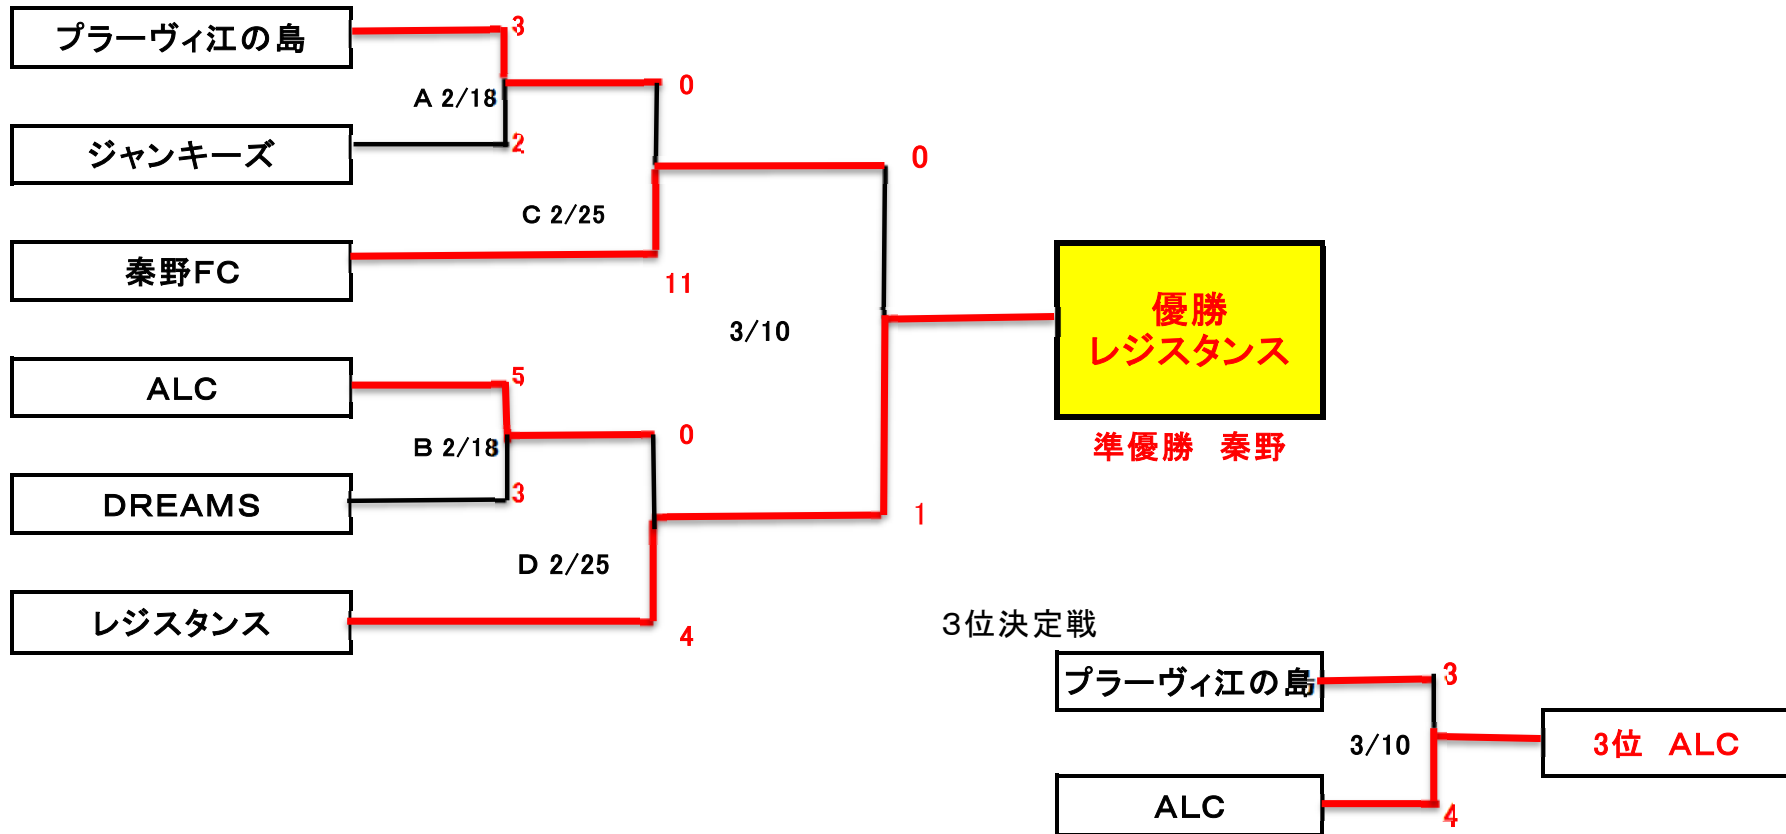 プラーヴィ江の島
3
A 2/18
0
ジャンキーズ
2
0
C 2/25
秦野FC
11
3/10
優勝
レジスタンス
ALC
5
B 2/18
0
準優勝　秦野
DREAMS
3
1
D 2/25
レジスタンス
4
3位決定戦
プラーヴィ江の島
3
3/10
3位　ALC
ALC
4